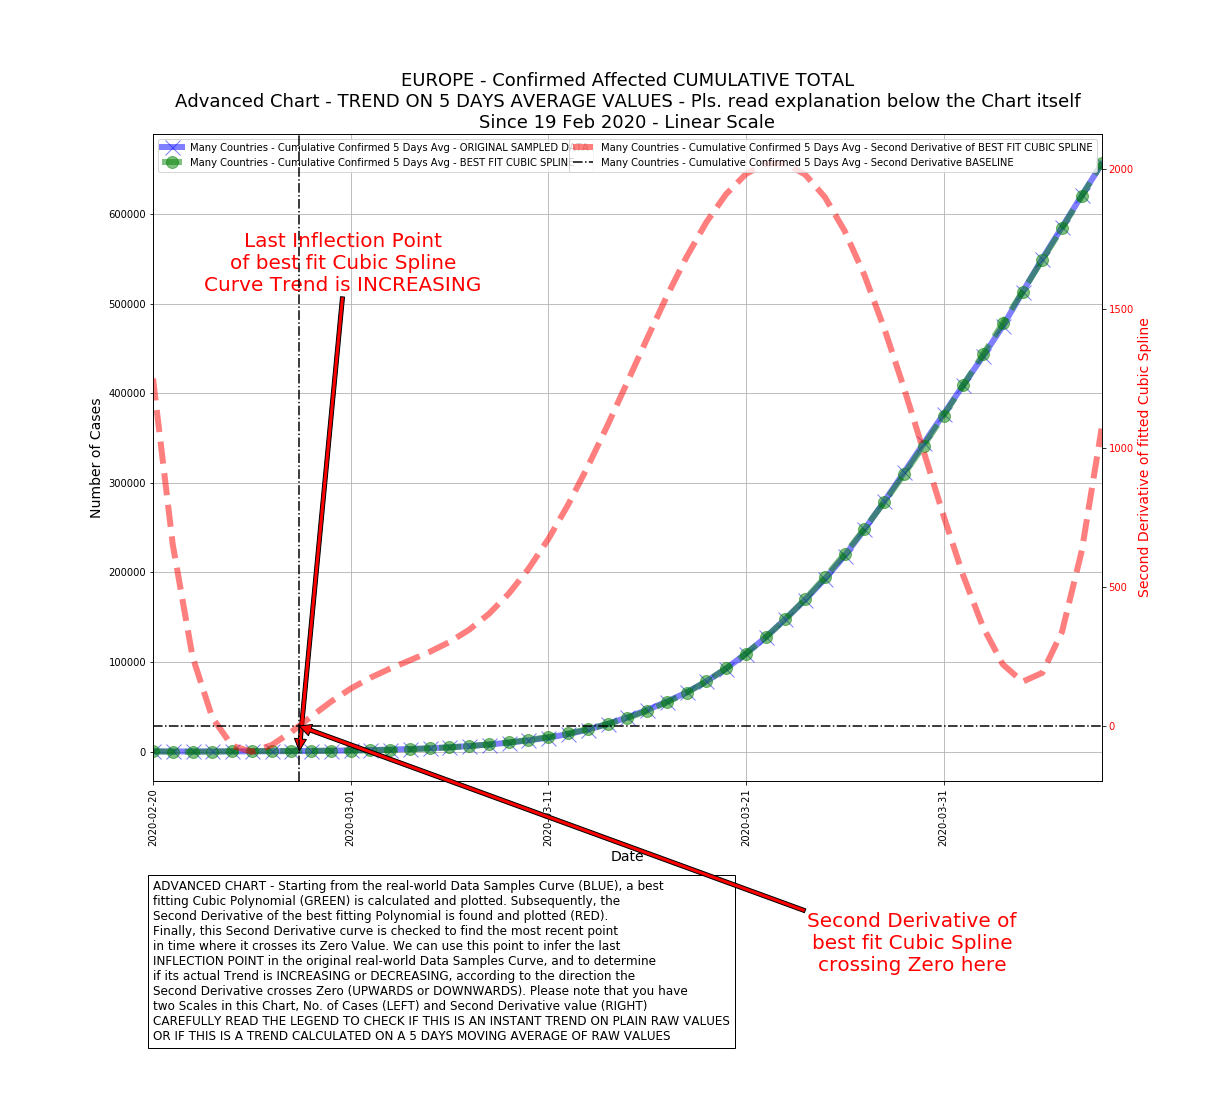 EUROPE - Confirmed Affected CUMULATIVE TOTAL
Advanced Chart - TREND ON 5 DAYS AVERAGE VALUES - Pls. read explanation below the Chart itself
Since 19 Feb 2020 - Linear Scale
Many Countries - Cumulative Confirmed 5 Days Avg - ORIGINAL SAMPLED DATA
Many Countries - Cumulative Confirmed 5 Days Avg - BEST FIT CUBIC SPLINE
Many Countries - Cumulative Confirmed 5 Days Avg - Second Derivative of BEST FIT CUBIC SPLINE
Many Countries - Cumulative Confirmed 5 Days Avg - Second Derivative BASELINE
Last Inflection Point
of best fit Cubic Spline
Curve Trend is INCREASING
Number of Cases
600000
500000
400000
300000
200000
100000
0
2000
1500
1000
500
0
Second Derivative of fitted Cubic Spline
2020-02-20
2020-03-01
2020-03-11
2020-03-21
2020-03-31
Date
ADVANCED CHART - Starting from the real-world Data Samples Curve (BLUE), a best
fitting Cubic Polynomial (GREEN) is calculated and plotted. Subsequently, the
Second Derivative of the best fitting Polynomial is found and plotted (RED).
Finally, this Second Derivative curve is checked to find the most recent point
in time where it crosses its Zero Value. We can use this point to infer the last
INFLECTION POINT in the original real-world Data Samples Curve, and to determine
if its actual Trend is INCREASING or DECREASING, according to the direction the
Second Derivative crosses Zero (UPWARDS or DOWNWARDS). Please note that you have
two Scales in this Chart, No. of Cases (LEFT) and Second Derivative value (RIGHT)
CAREFULLY READ THE LEGEND TO CHECK IF THIS IS AN INSTANT TREND ON PLAIN RAW VALUES
OR IF THIS IS A TREND CALCULATED ON A 5 DAYS MOVING AVERAGE OF RAW VALUES
Second Derivative of
best fit Cubic Spline
crossing Zero here